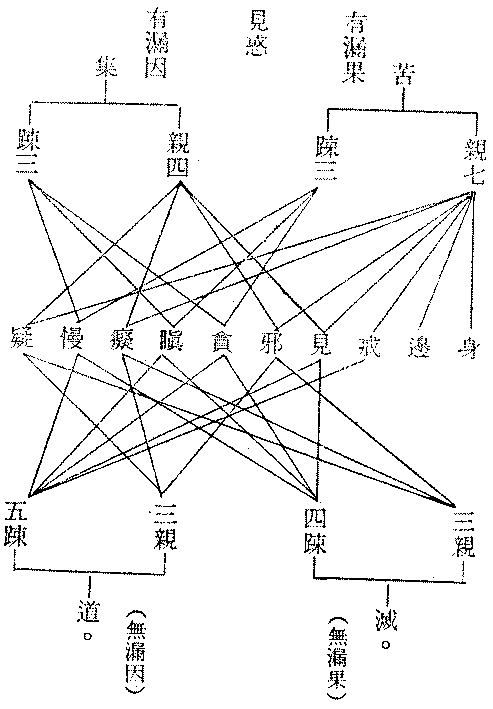 見惑
有漏果
苦
有漏因
集
親七
踈三
親四
踈三
身
邊
戒
見
邪
貪
瞋
癡
慢
疑
三親
四踈
三親
五踈
滅。
(無漏果)
道。
(無漏因)